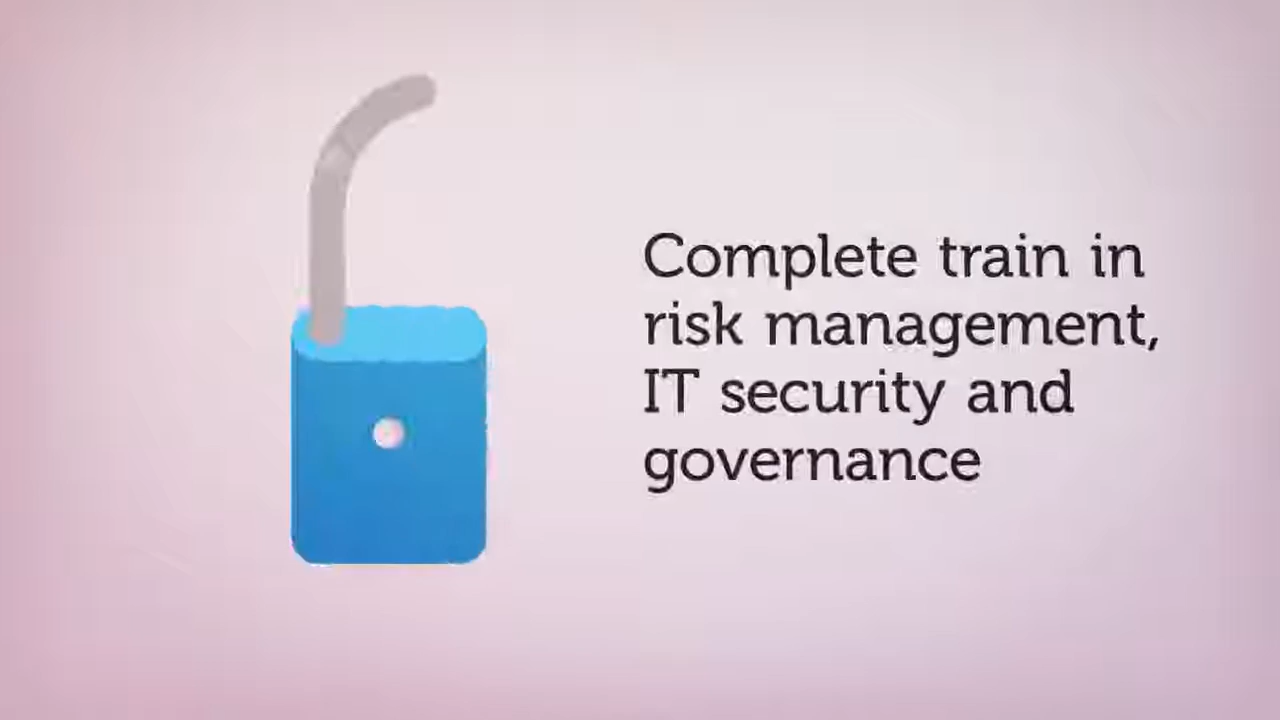 Complete train in
risk management,
IT security and
governance